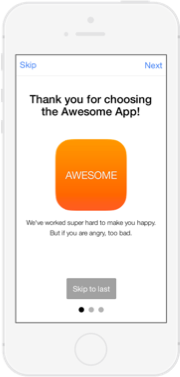 Skip Next
Thank you for choosing
the Awesome App!
AWESOME
We've worked super hard to make you happy.
But if you are angry, too bad.
Skip to last